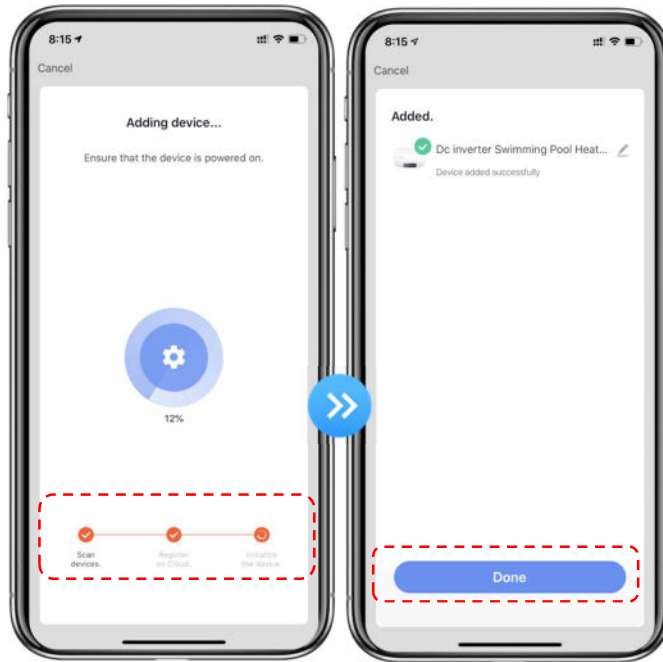 8:15
Cancel
Adding device...
Ensure that the device is powered on.
12%
Scan
devices.
Register
on Cloud.
Initialize
the device.
8:15
Cancel
Added.
Dc inverter Swimming Pool Heat...
Device added successfully
Done